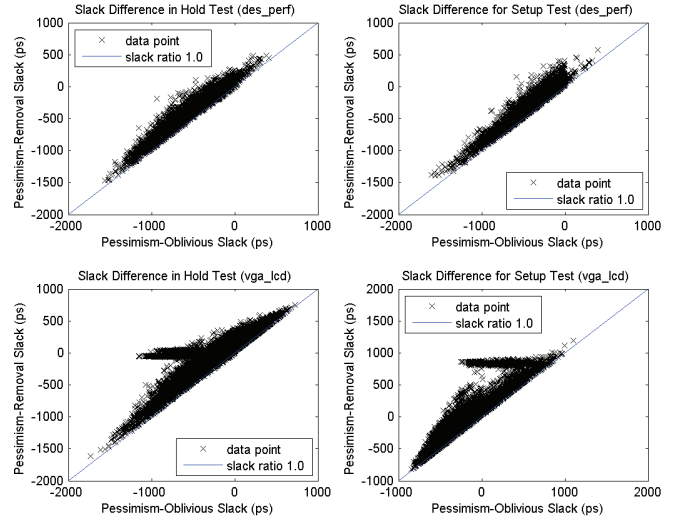 Slack Difference in Hold Test (des_perf)
1000
500
0
-500
-1000
-1500
-2000
-2000
-1000
0
1000
Pessimism-Removal Slack (ps)
Pessimism-Oblivious Slack (ps)
data point
slack ratio 1.0
Slack Difference for Setup Test (des_perf)
1000
500
0
-500
-1000
-1500
-2000
-2000
-1000
0
1000
Pessimism-Removal Slack (ps)
Pessimism-Oblivious Slack (ps)
data point
slack ratio 1.0
Slack Difference in Hold Test (vga_lcd)
1000
500
0
-500
-1000
-1500
-2000
-2000
-1000
0
1000
Pessimism-Removal Slack (ps)
Pessimism-Oblivious Slack (ps)
data point
slack ratio 1.0
Slack Difference for Setup Test (vga_lcd)
2000
1500
1000
500
0
-500
-1000
-1000
0
1000
2000
Pessimism-Removal Slack (ps)
Pessimism-Oblivious Slack (ps)
data point
slack ratio 1.0